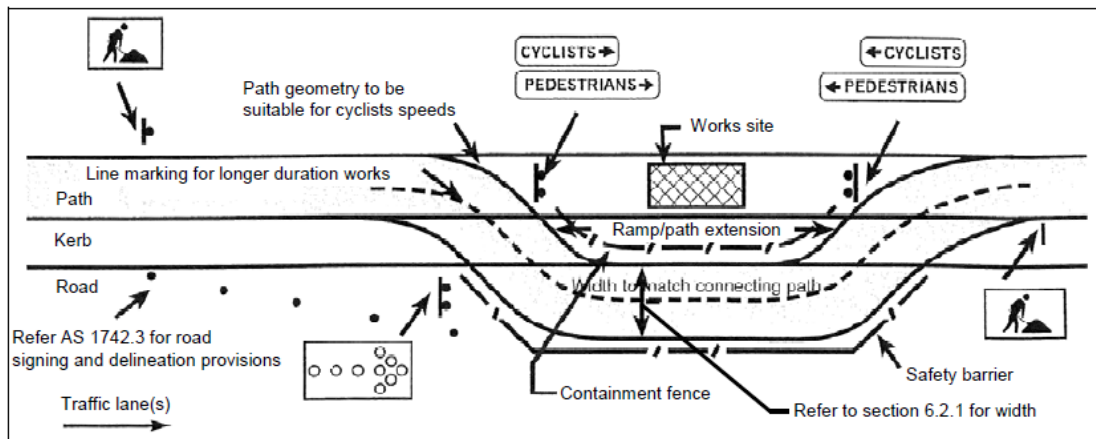 CYCLISTS→
←CYCLISTS
PEDESTRIANS→
←PEDESTRIANS
Path geometry to be
suitable for cyclists speeds
Works site
Line marking for longer duration works
Path
Ramp/path extension
Kerb
Road
Width to match connecting path
Refer AS 1742.3 for road
signing and delineation provisions
Safety barrier
Containment fence
Refer to section 6.2.1 for width
Traffic lane(s)